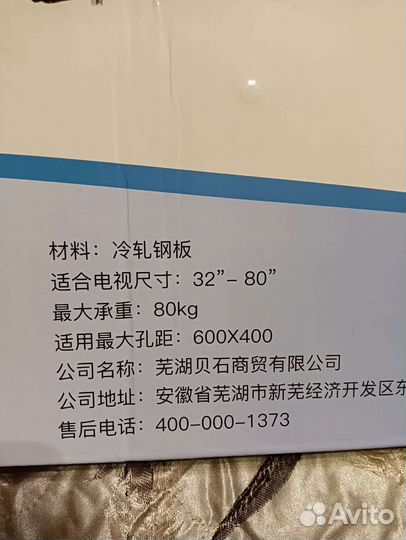 材料：冷轧钢板
适合电视尺寸：32”– 80”
最大承重：80kg
适用最大孔距：600X400
公司名称：芜湖贝石商贸有限公司
公司地址：安徽省芜湖市新芜经济开发区东
售后电话：400-000-1373
Avito